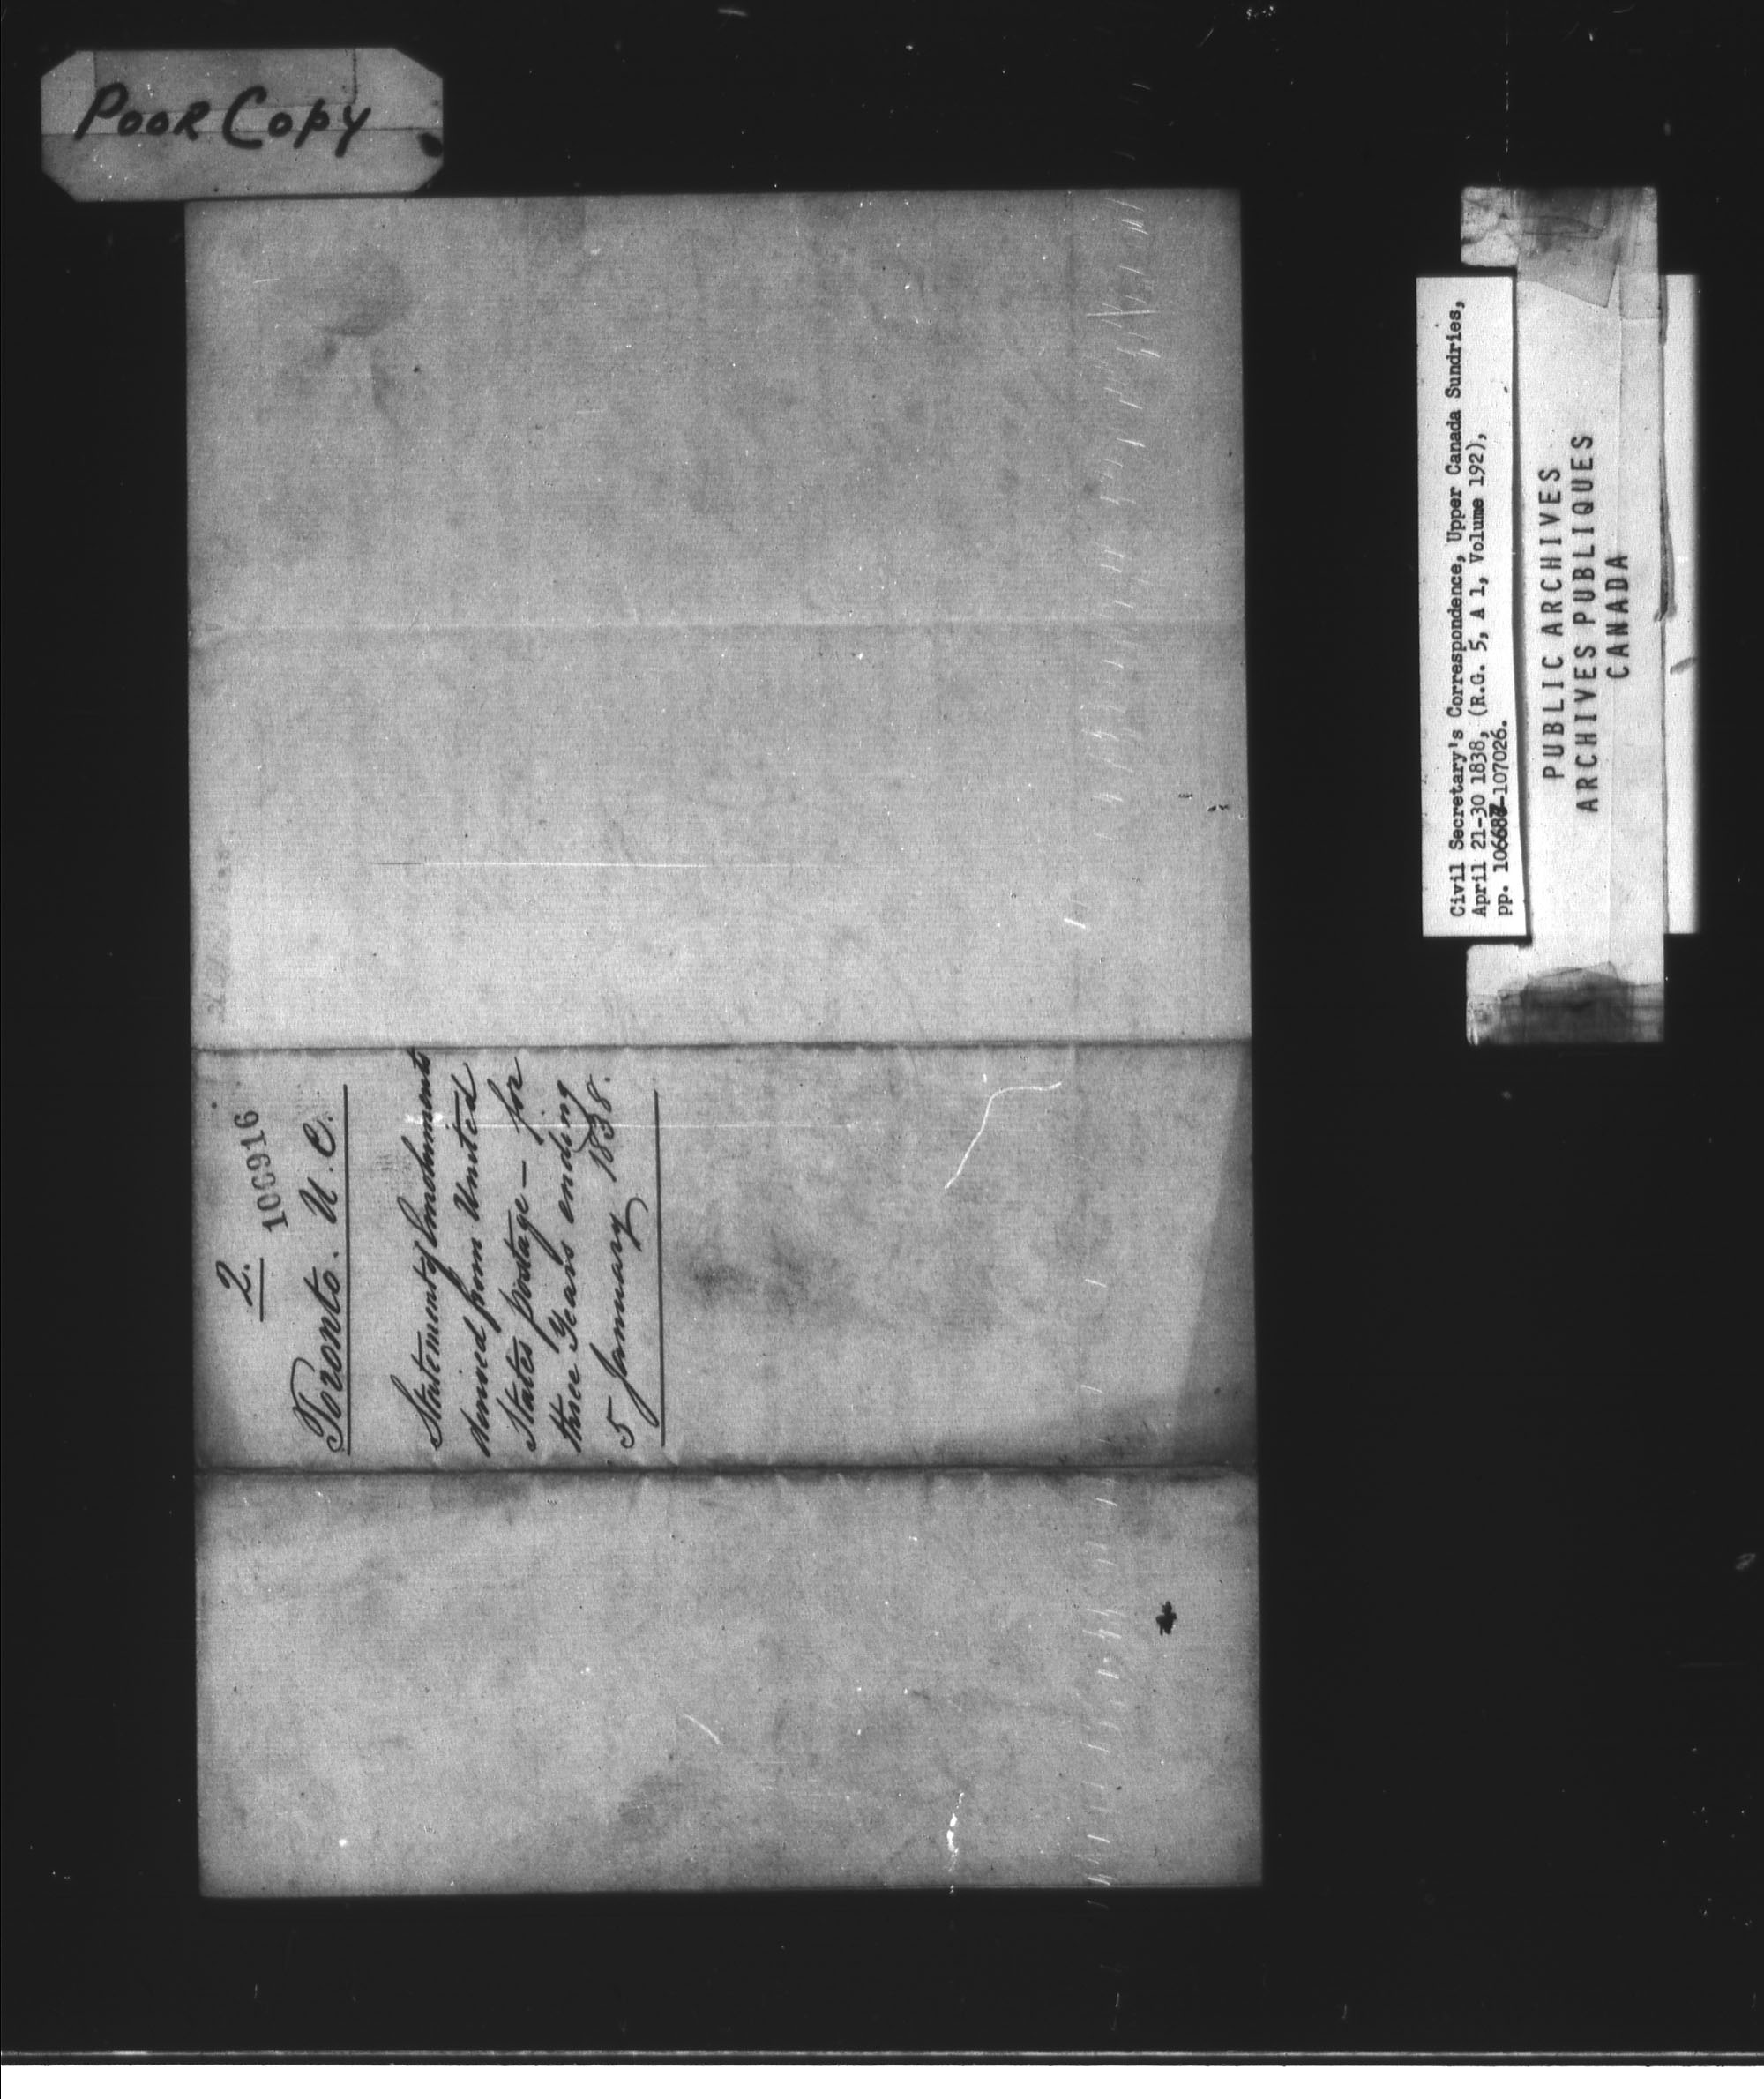 POOR COPY
2.
106916
Toronto. U. C.
Statement of Emoluments
derived from United
States postage – for
three Years ending
5 January 1838.
Civil Secretary's Correspondence, Upper Canada Sundries,
April 21-30 1838, (R.G. 5, A 1, Volume 192),
pp. 106687-107026.
PUBLIC ARCHIVES
ARCHIVES PUBLIQUES
CANADA